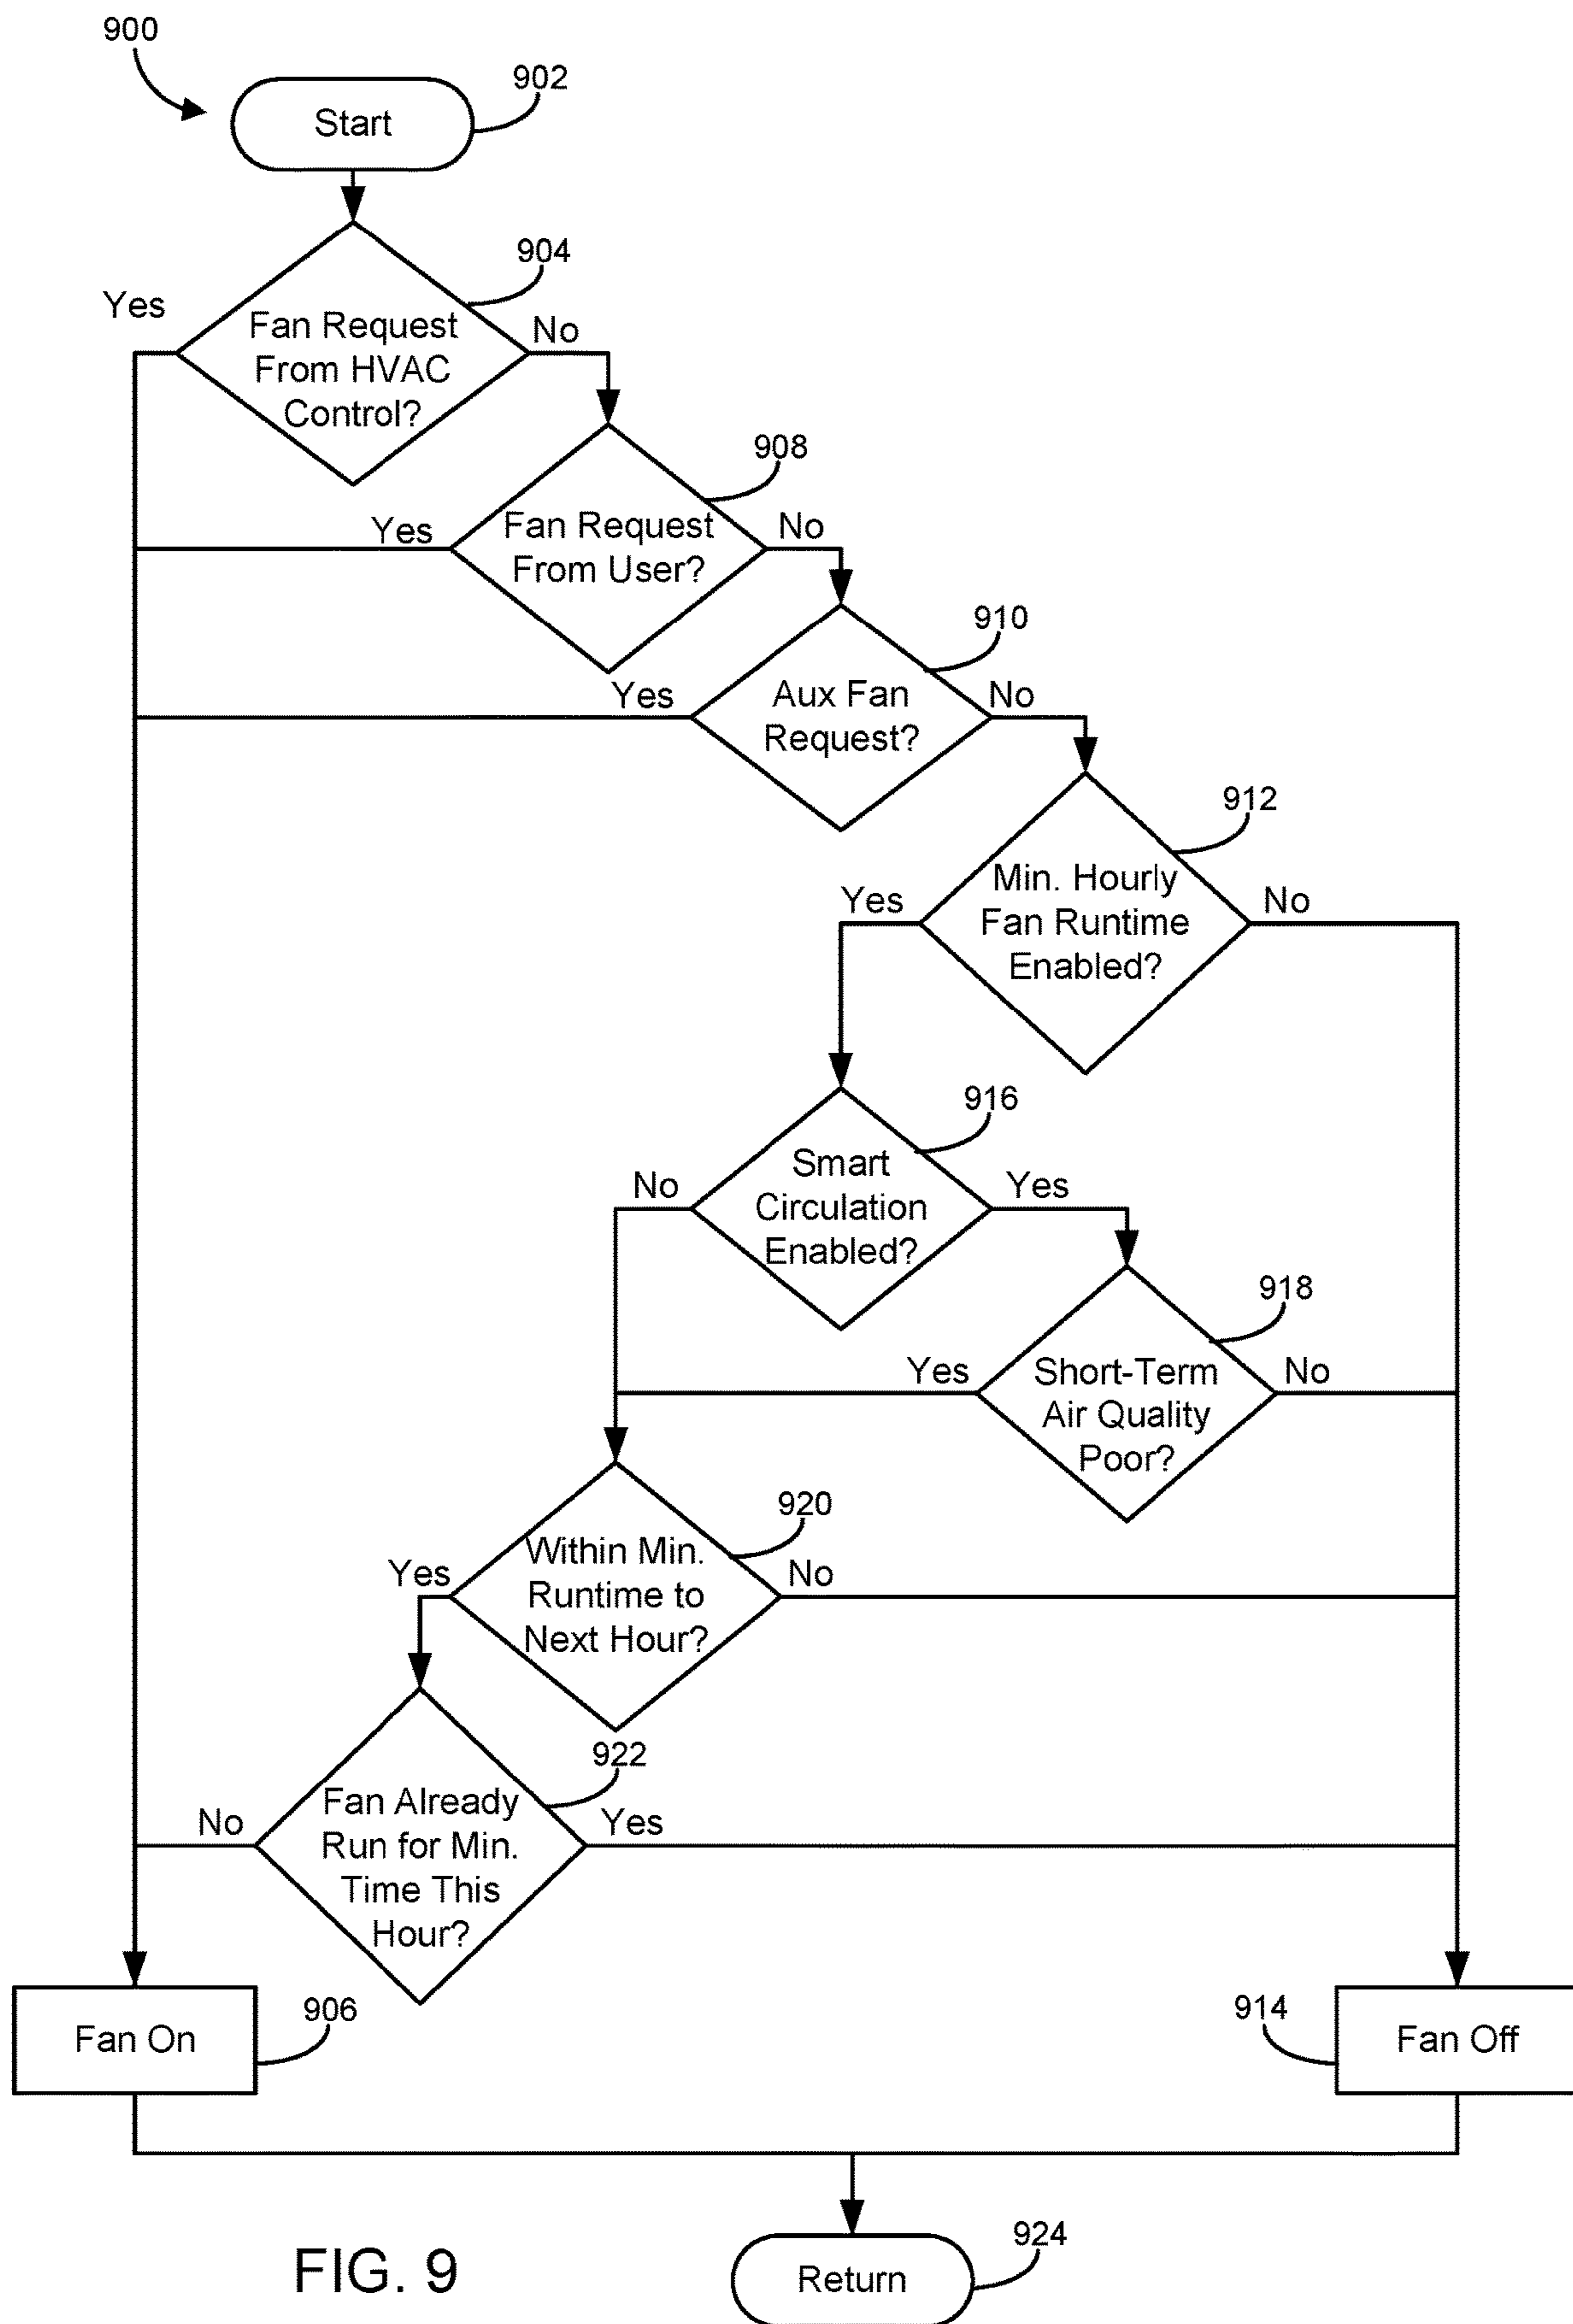 900
902
Start
904
Yes
Fan Request
From HVAC
Control?
No
908
Yes
Fan Request
From User?
No
910
Yes
Aux Fan
Request?
No
912
Yes
Min. Hourly
Fan Runtime
Enabled?
No
916
No
Smart
Circulation
Enabled?
Yes
918
Yes
Short-Term
Air Quality
Poor?
No
920
Yes
Within Min.
Runtime to
Next Hour?
No
922
No
Fan Already
Run for Min.
Time This
Hour?
Yes
Fan On
906
914
Fan Off
924
Return
FIG. 9